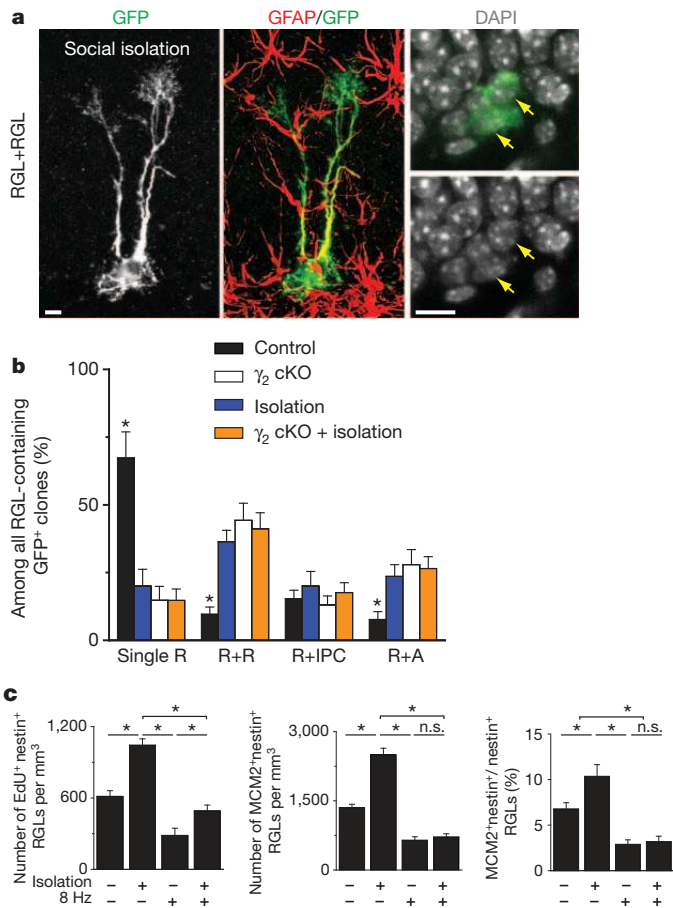 a
GFP
GFAP/GFP
DAPI
Social isolation
RGL+RGL
b
Control
γ2 cKO
Isolation
γ2 cKO + isolation
Among all RGL-containing
GFP+ clones (%)
100
50
0
*
*
*
Single R
R+R
R+IPC
R+A
c
Number of EdU+ nestin+
RGLs per mm3
1,200
600
0
* * * *
Isolation – + – +
8 Hz – – + +
Number of MCM2+nestin+
RGLs per mm3
3,000
1,500
0
* * * n.s.
– + – +
– – + +
MCM2+nestin+/ nestin+
RGLs (%)
15
10
5
0
* * * n.s.
– + – +
– – + +